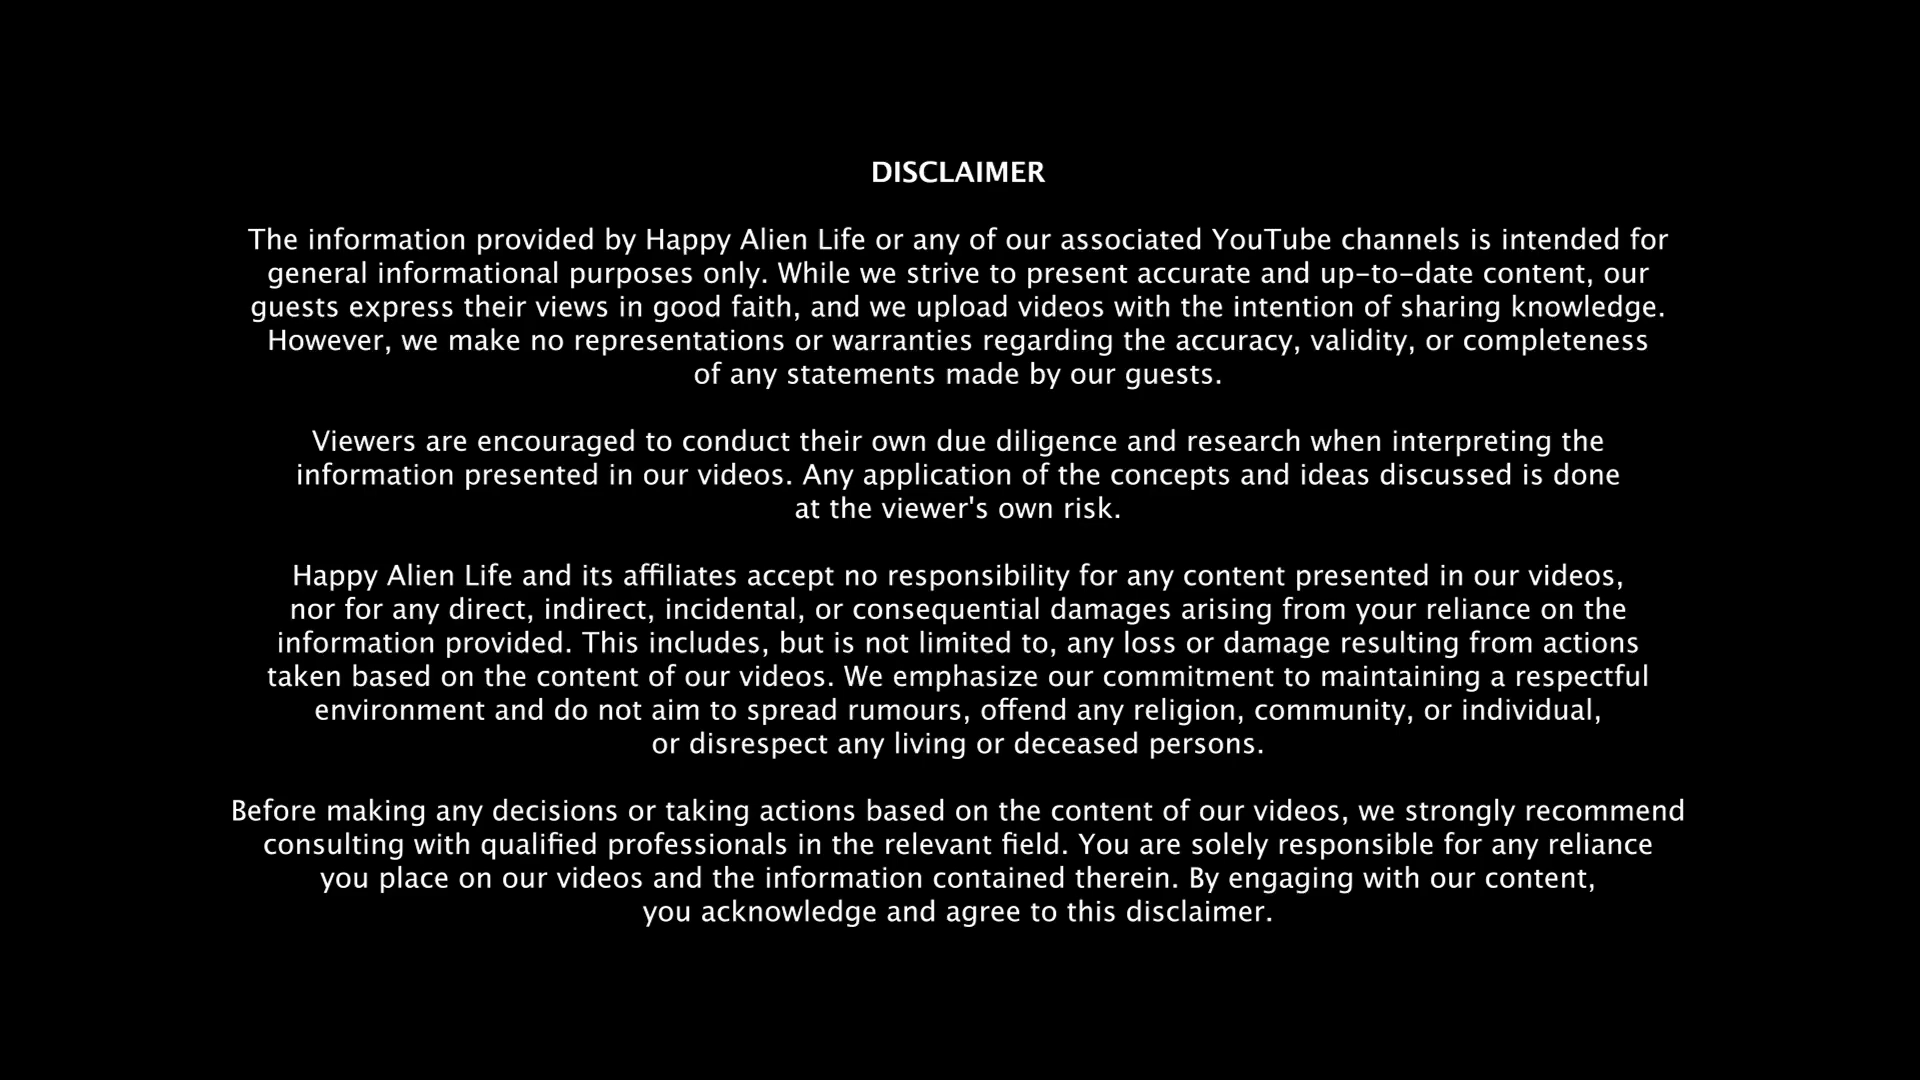 DISCLAIMER
The information provided by Happy Alien Life or any of our associated YouTube channels is intended for
general informational purposes only. While we strive to present accurate and up-to-date content, our
guests express their views in good faith, and we upload videos with the intention of sharing knowledge.
However, we make no representations or warranties regarding the accuracy, validity, or completeness
of any statements made by our guests.
Viewers are encouraged to conduct their own due diligence and research when interpreting the
information presented in our videos. Any application of the concepts and ideas discussed is done
at the viewer's own risk.
Happy Alien Life and its affiliates accept no responsibility for any content presented in our videos,
nor for any direct, indirect, incidental, or consequential damages arising from your reliance on the
information provided. This includes, but is not limited to, any loss or damage resulting from actions
taken based on the content of our videos. We emphasize our commitment to maintaining a respectful
environment and do not aim to spread rumours, offend any religion, community, or individual,
or disrespect any living or deceased persons.
Before making any decisions or taking actions based on the content of our videos, we strongly recommend
consulting with qualified professionals in the relevant field. You are solely responsible for any reliance
you place on our videos and the information contained therein. By engaging with our content,
you acknowledge and agree to this disclaimer.